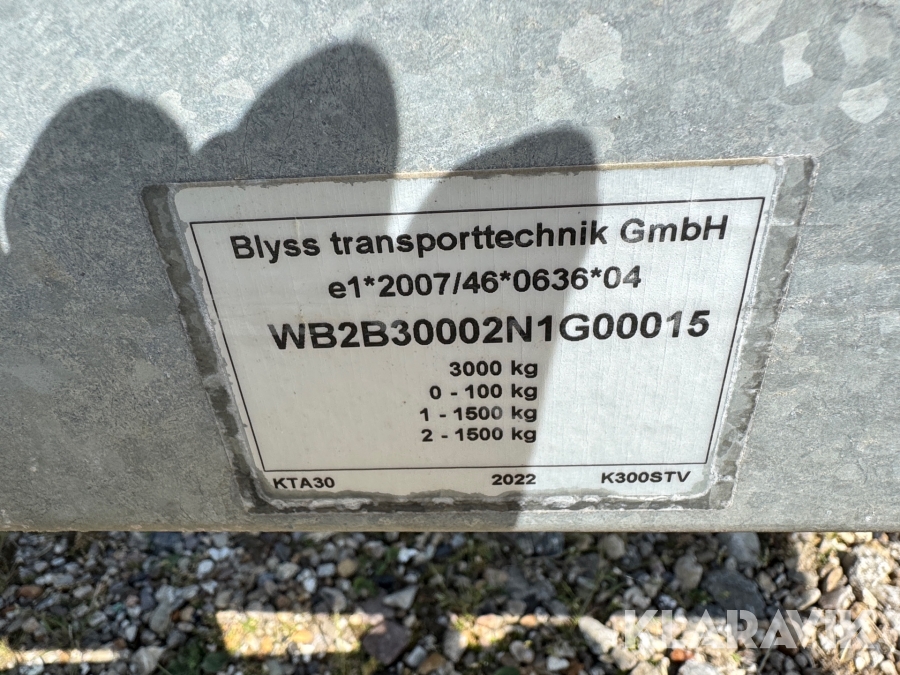 Blyss transporttechnik GmbH
e1*2007/46*0636*04
WB2B30002N1G00015
3000 kg
0 - 100 kg
1 - 1500 kg
2 - 1500 kg
KTA30 2022 K300STV
KLARAVIK